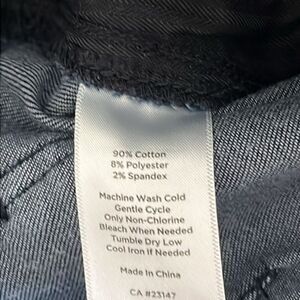 90% Cotton
8% Polyester
2% Spandex
Machine Wash Cold
Gentle Cycle
Only Non-Chlorine
Bleach When Needed
Tumble Dry Low
Cool Iron if Needed
Made In China
CA #23147